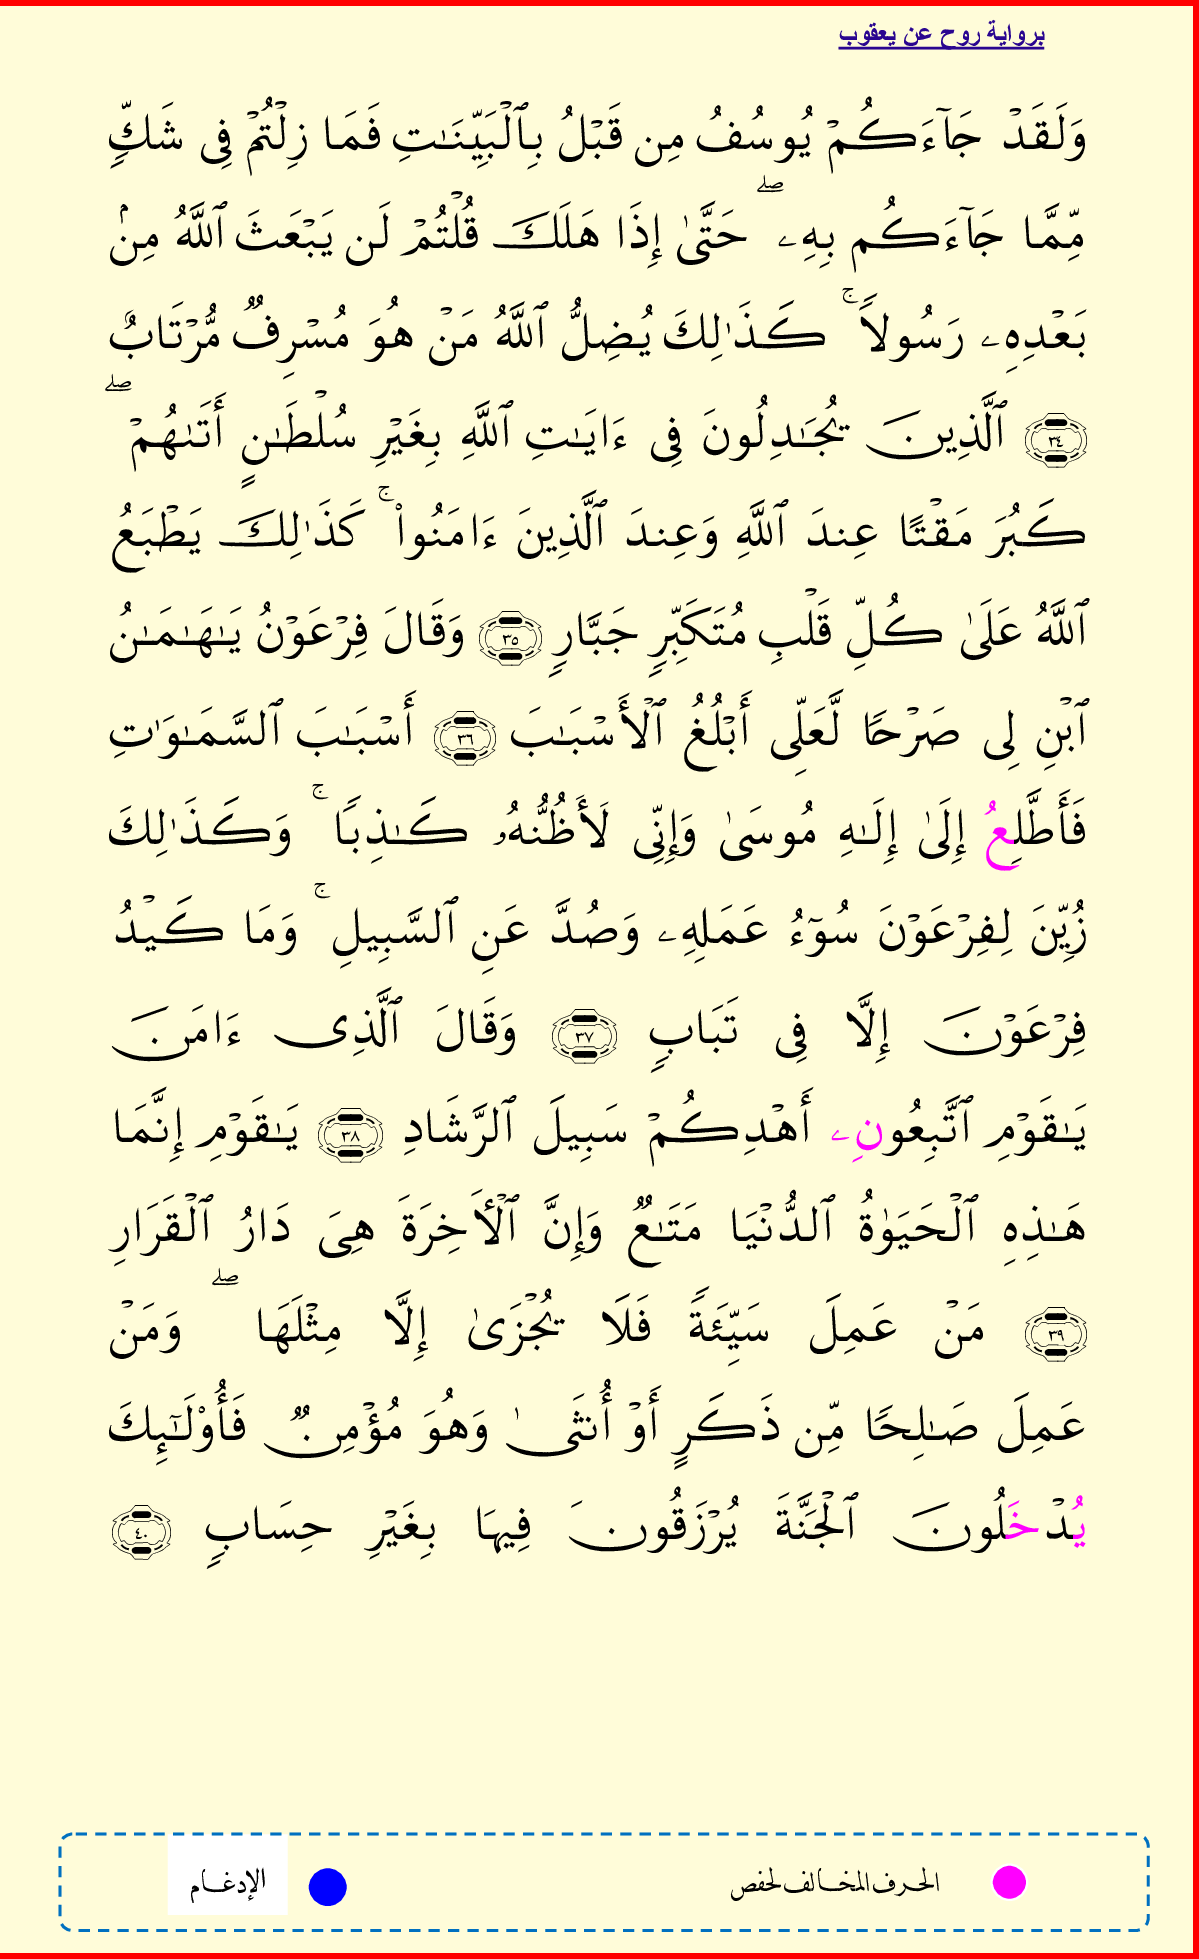 برواية روح عن يعقوب
وَلَقَدْ جَآءَكُمْ يُوسُفُ مِن قَبْلُ بِٱلْبَيِّنَـٰتِ فَمَا زِلْتُمْ فِى شَكٍّ
مِّمَّا جَآءَكُم بِهِۦ ۖ حَتَّىٰٓ إِذَا هَلَكَ قُلْتُمْ لَن يَبْعَثَ ٱللَّهُ مِنۢ
بَعْدِهِۦ رَسُولًا ۚ كَذَٰلِكَ يُضِلُّ ٱللَّهُ مَنْ هُوَ مُسْرِفٌ مُّرْتَابٌ
٣٤ ٱلَّذِينَ يُجَـٰدِلُونَ فِى ءَايَـٰتِ ٱللَّهِ بِغَيْرِ سُلْطَـٰنٍ أَتَىٰهُمْ ۖ
كَبُرَ مَقْتًا عِندَ ٱللَّهِ وَعِندَ ٱلَّذِينَ ءَامَنُوا۟ ۚ كَذَٰلِكَ يَطْبَعُ
ٱللَّهُ عَلَىٰ كُلِّ قَلْبِ مُتَكَبِّرٍ جَبَّارٍ ٣٥ وَقَالَ فِرْعَوْنُ يَـٰهَـٰمَـٰنُ
ٱبْنِ لِى صَرْحًا لَّعَلِّى أَبْلُغُ ٱلْأَسْبَـٰبَ ٣٦ أَسْبَـٰبَ ٱلسَّمَـٰوَٰتِ
فَأَطَّلِعُ إِلَىٰ إِلَـٰهِ مُوسَىٰ وَإِنِّى لَأَظُنُّهُۥ كَـٰذِبًا ۚ وَكَذَٰلِكَ
زُيِّنَ لِفِرْعَوْنَ سُوٓءُ عَمَلِهِۦ وَصُدَّ عَنِ ٱلسَّبِيلِ ۚ وَمَا كَيْدُ
فِرْعَوْنَ إِلَّا فِى تَبَابٍ ٣٧ وَقَالَ ٱلَّذِى ءَامَنَ
يَـٰقَوْمِ ٱتَّبِعُونِۦ أَهْدِكُمْ سَبِيلَ ٱلرَّشَادِ ٣٨ يَـٰقَوْمِ إِنَّمَا
هَـٰذِهِ ٱلْحَيَوٰةُ ٱلدُّنْيَا مَتَـٰعٌ وَإِنَّ ٱلْأَخِرَةَ هِىَ دَارُ ٱلْقَرَارِ
٣٩ مَنْ عَمِلَ سَيِّئَةً فَلَا يُجْزَىٰ إِلَّا مِثْلَهَا ۖ وَمَنْ
عَمِلَ صَـٰلِحًا مِّن ذَكَرٍ أَوْ أُنثَىٰ وَهُوَ مُؤْمِنٌ فَأُو۟لَـٰٓئِكَ
يُدْخَلُونَ ٱلْجَنَّةَ يُرْزَقُونَ فِيهَا بِغَيْرِ حِسَابٍ ٤٠
الحرف المخالف لحفص
الإدغام